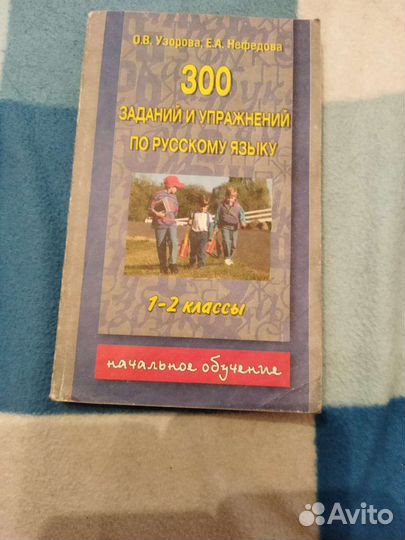 О.В. Узорова, Е.А. Нефедова
300
ЗАДАНИЙ И УПРАЖНЕНИЙ
ПО РУССКОМУ ЯЗЫКУ
1-2 классы
начальное обучение
Avito